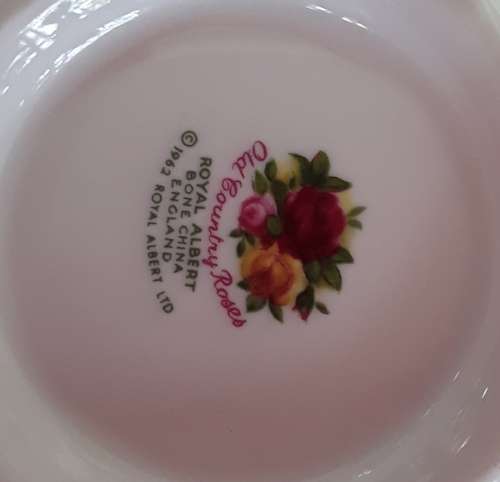 Old Country Roses
ROYAL ALBERT
BONE CHINA
ENGLAND
© 1962 ROYAL ALBERT LTD